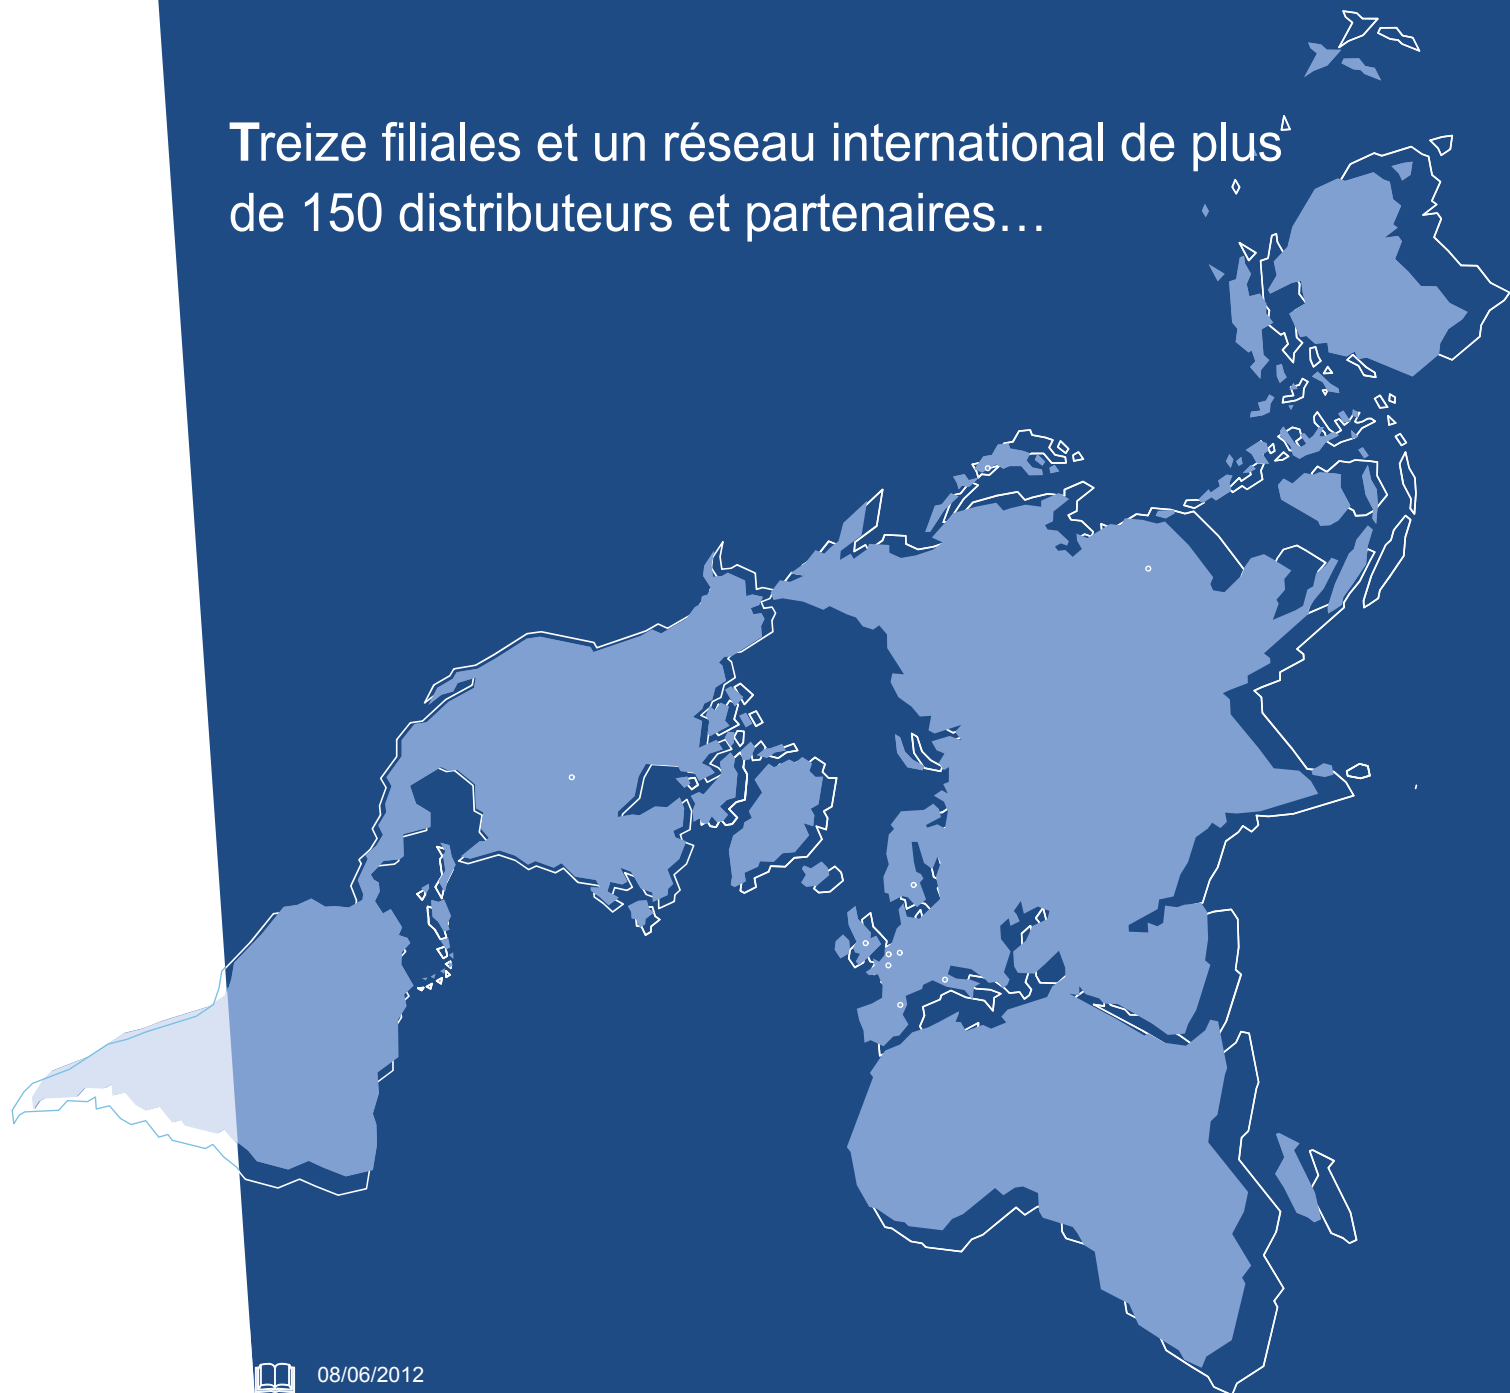 Treize filiales et un réseau international de plus
de 150 distributeurs et partenaires…
08/06/2012